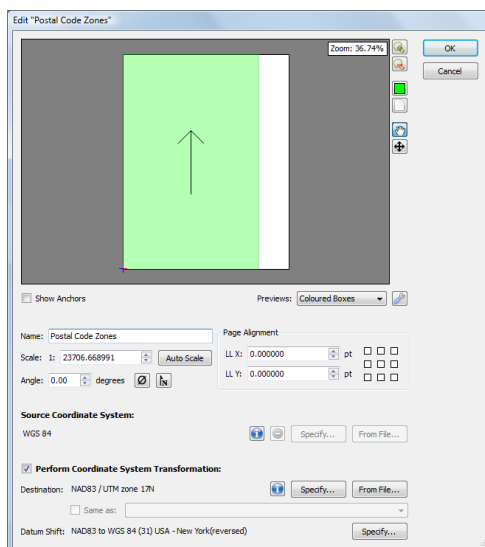 Edit "Postal Code Zones"
Zoom: 36.74%
OK
Cancel
Show Anchors
Previews: Coloured Boxes
Name: Postal Code Zones
Page Alignment
Scale: 1: 23706.668991 Auto Scale
LL X: 0.000000 pt
Angle: 0.00 degrees Ø N
LL Y: 0.000000 pt
Source Coordinate System:
WGS 84 Specify... From File...
Perform Coordinate System Transformation:
Destination: NAD83 / UTM zone 17N Specify... From File...
Same as:
Datum Shift: NAD83 to WGS 84 (31) USA - New York(reversed) Specify...